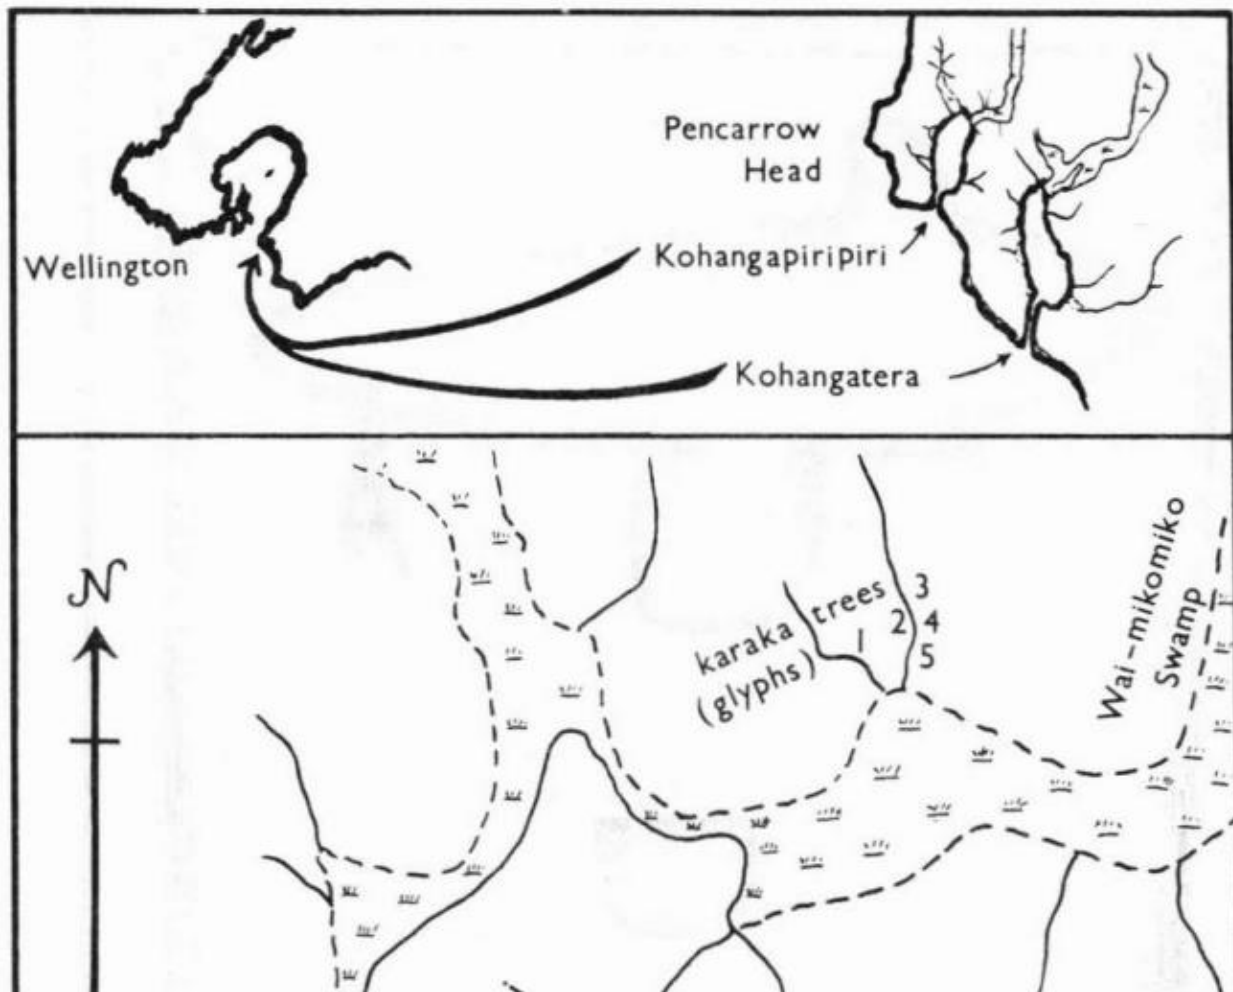 Pencarrow
Head
Wellington
Kohangapiripiri
Kohangatera
N
karaka trees
(glyphs)
1
2
3
4
5
Wai-mikomiko
Swamp